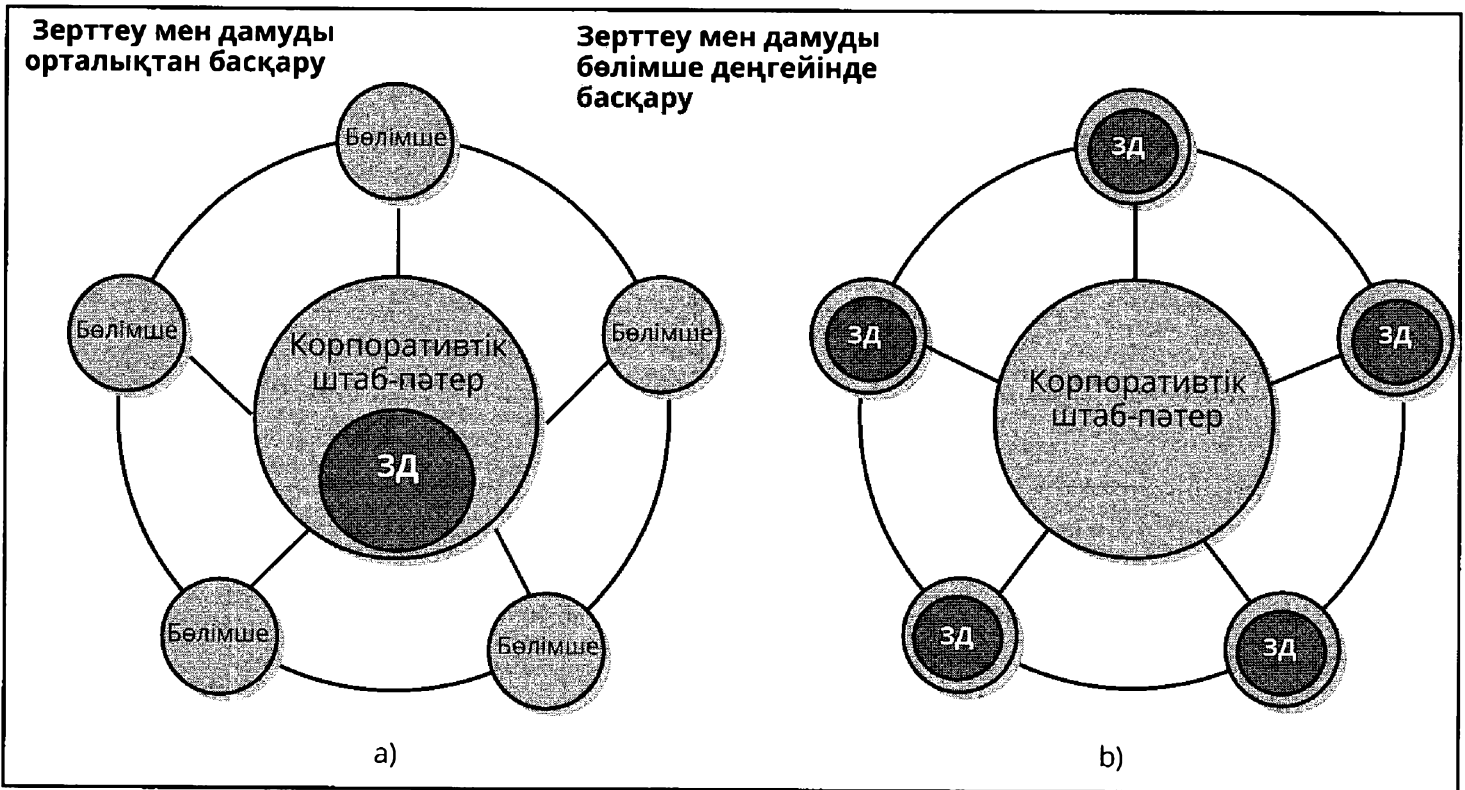 Зерттеу мен дамуды
орталықтан басқару
Бөлімше
Бөлімше
Бөлімше
Корпоративтік
штаб-пәтер
ЗД
Бөлімше
Бөлімше
a)
Зерттеу мен дамуды
бөлімше деңгейінде
басқару
ЗД
ЗД
ЗД
Корпоративтік
штаб-пәтер
ЗД
ЗД
b)